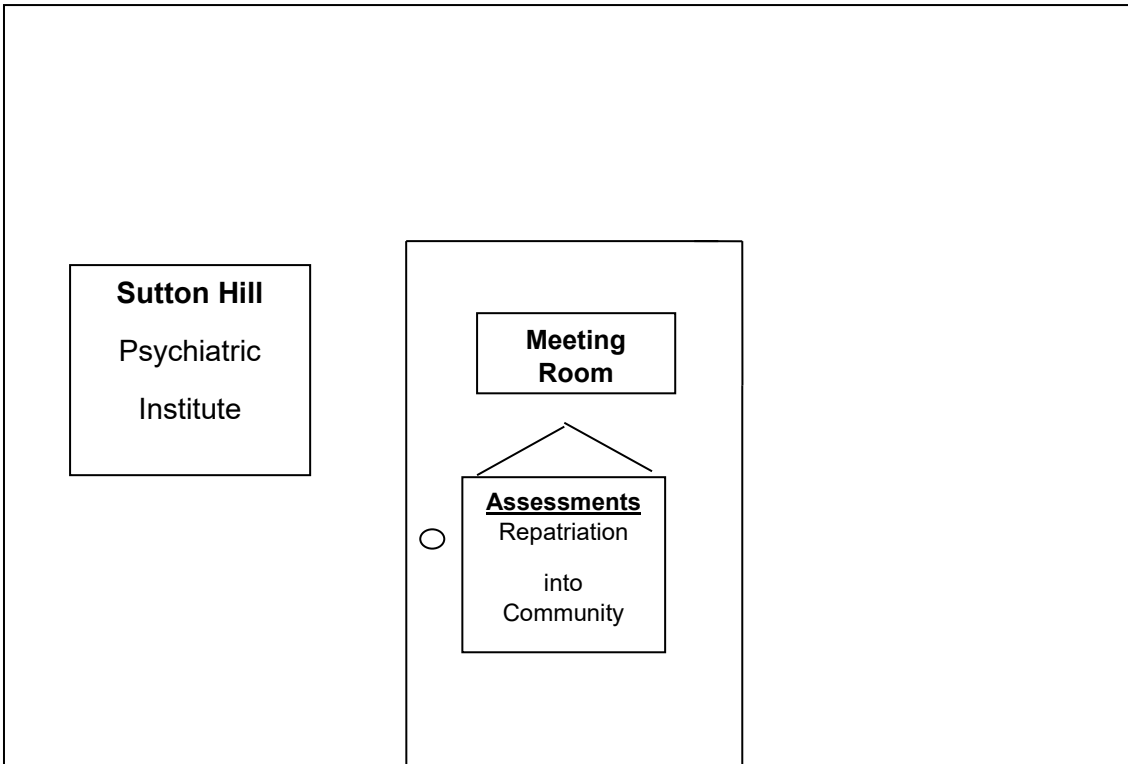 Sutton Hill
Psychiatric
Institute
Meeting
Room
Assessments
Repatriation
into
Community